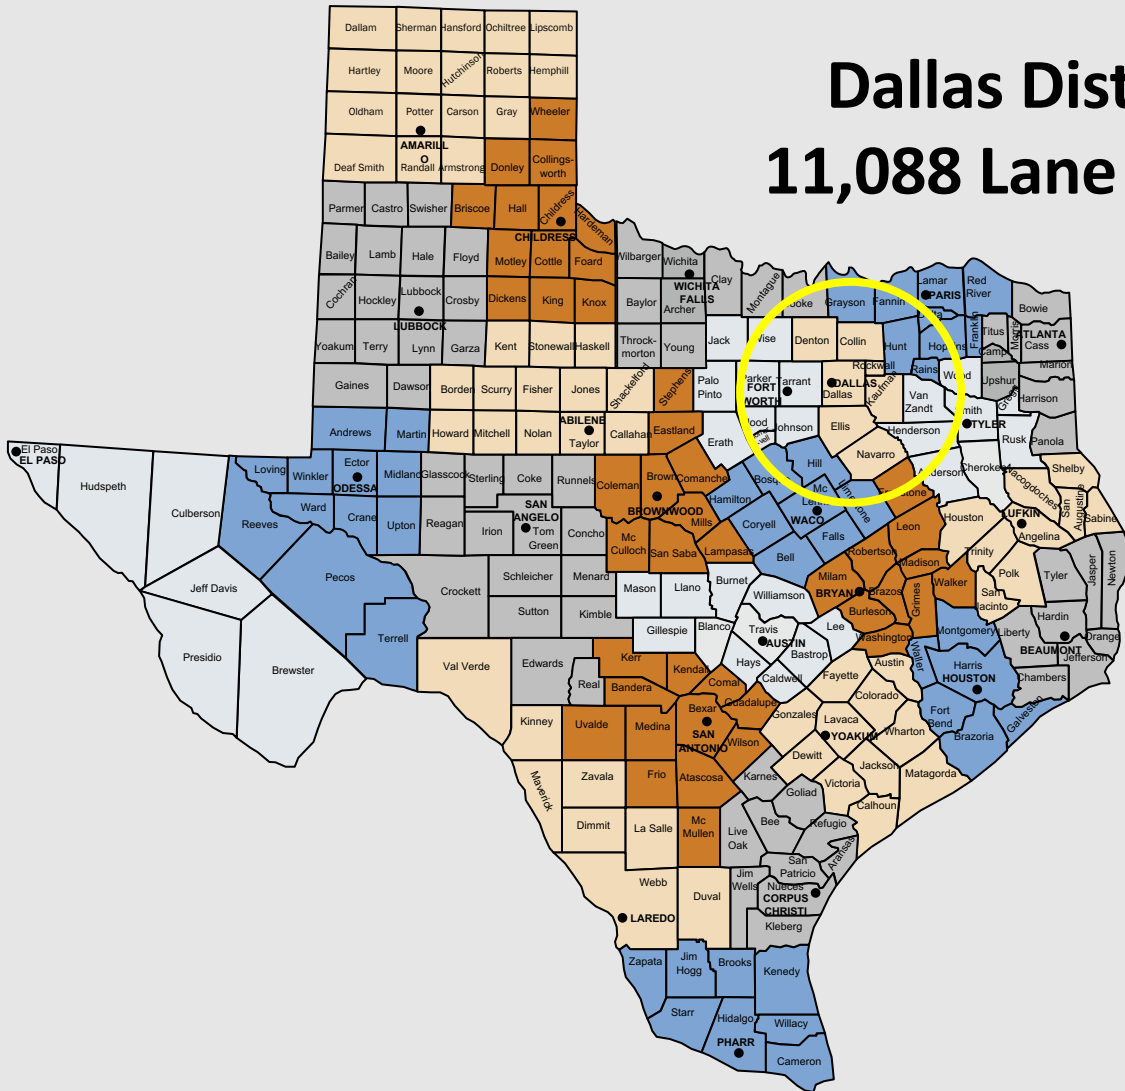 Dallas Dist
11,088 Lane
Dallam Sherman Hansford Ochiltree Lipscomb
Hartley Moore Hutchinson Roberts Hemphill
Oldham Potter Carson Gray Wheeler
AMARILL
O
Deaf Smith Randall Armstrong Donley Collings-
worth
Parmer Castro Swisher Briscoe Hall Childress Hardeman
CHILDRESS
Bailey Lamb Hale Floyd Motley Cottle Foard Wilbarger Wichita Clay Montague ooke Grayson Fannin Lamar Red
River
WICHITA
FALLS
PARIS
Delta
Bowie
Cochran Hockley Lubbock Crosby Dickens King Knox Baylor Archer
LUBBOCK
Yoakum Terry Lynn Garza Kent Stonewall Haskell Throck-
morton Young Jack Wise Denton Collin Hunt Hopkins Franklin Titus Morris Cass
ATLANTA
Camp Marion
Rockwall Rains Wood Upshur Harrison
Gaines Dawson Borden Scurry Fisher Jones Shackelford Stephens Palo
Pinto Parker Tarrant Dallas Kaufman Van
Zandt Smith Gregg
FORT
WORTH
DALLAS
TYLER
Andrews Martin Howard Mitchell Nolan Taylor Callahan Eastland Erath Hood Johnson Ellis Henderson Rusk Panola
ABILENE
Navarro Anderson Cherokee Nacogdoches Shelby
El Paso
EL PASO
Hudspeth Culberson
Loving Winkler Ector Midland Glasscock Sterling Coke Runnels Coleman Brown Comanche Hamilton Bosque Hill Limestone Freestone
ODESSA
BROWNWOOD
Reeves Ward Crane Upton Reagan Irion Tom
Green Concho Mc
Culloch San Saba Mills Lampasas Coryell Mc
Lennan Falls Leon Houston Angelina San
Augustine Sabine
SAN
ANGELO
WACO
LUFKIN
Jeff Davis Pecos Crockett Schleicher Menard Mason Llano Burnet Bell Milam Robertson Madison Walker Trinity Polk Tyler Jasper Newton
BRYAN
Brazos Grimes San
Jacinto
Presidio Brewster Terrell Sutton Kimble Gillespie Blanco Williamson Travis Lee Burleson Washington Montgomery Liberty Hardin Orange
AUSTIN
BEAUMONT
Jefferson
Val Verde Edwards Real Kerr Kendall Hays Bastrop Caldwell Fayette Austin Waller Harris Chambers
HOUSTON
Bandera Comal Guadalupe Gonzales Colorado Fort
Bend Galveston
Kinney Uvalde Medina Bexar Wilson Lavaca Wharton Brazoria
SAN
ANTONIO
YOAKUM
Maverick Zavala Frio Atascosa Karnes Dewitt Jackson Matagorda
Goliad Victoria Calhoun
Dimmit La Salle Mc
Mullen Live
Oak Bee Refugio Aransas
San
Patricio
Webb Duval Jim
Wells Nueces
CORPUS
CHRISTI
LAREDO
Kleberg
Zapata Jim
Hogg Brooks Kenedy
Starr Hidalgo Willacy
PHARR
Cameron